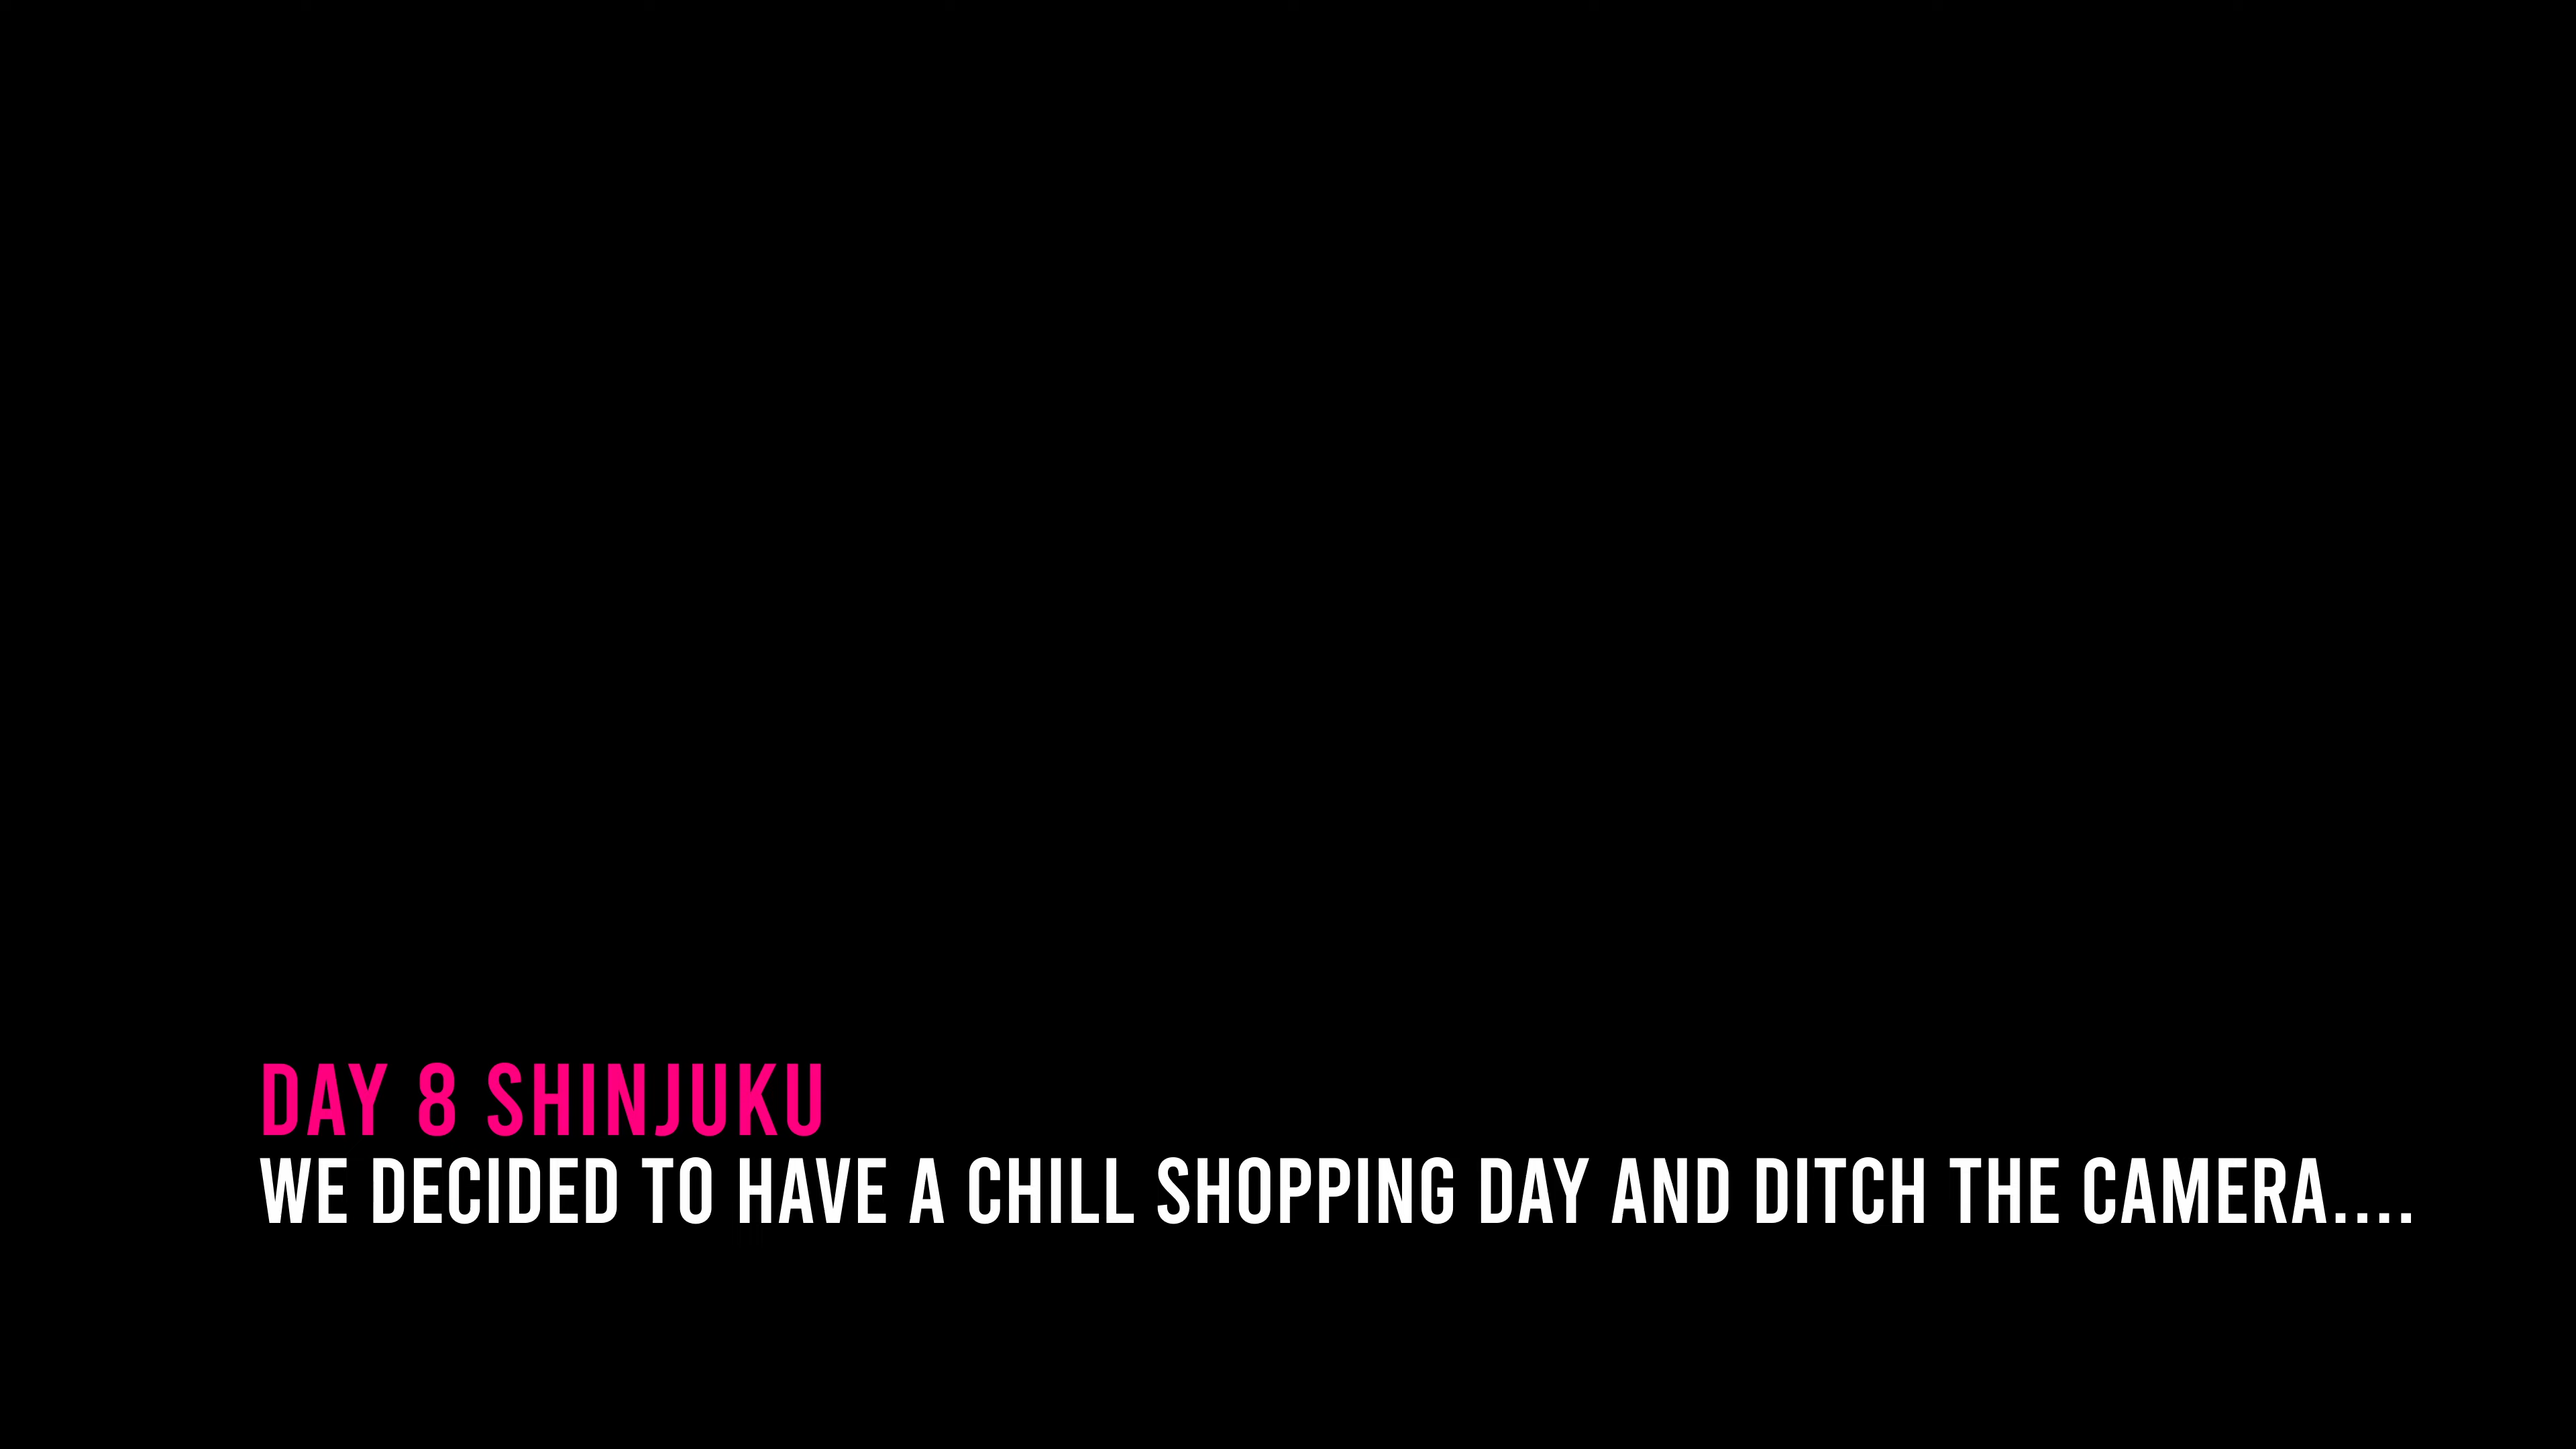 DAY 8 SHINJUKU
WE DECIDED TO HAVE A CHILL SHOPPING DAY AND DITCH THE CAMERA....